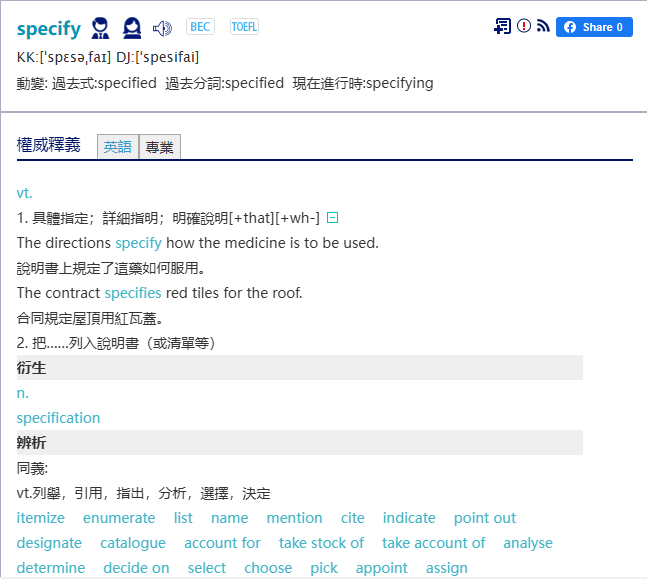 specify BEC TOEFL Share 0
KK:[ˈspɛsəˌfaɪ] DJ:[ˈspesifai]
動變: 過去式:specified 過去分詞:specified 現在進行時:specifying
權威釋義 英語 專業
vt.
1. 具體指定；詳細指明；明確說明[+that][+wh-]
The directions specify how the medicine is to be used.
說明書上規定了這藥如何服用。
The contract specifies red tiles for the roof.
合同規定屋頂用紅瓦蓋。
2. 把……列入說明書（或清單等）
衍生
n.
specification
辨析
同義:
vt.列舉，引用，指出，分析，選擇，決定
itemize enumerate list name mention cite indicate point out
designate catalogue account for take stock of take account of analyse
determine decide on select choose pick appoint assign